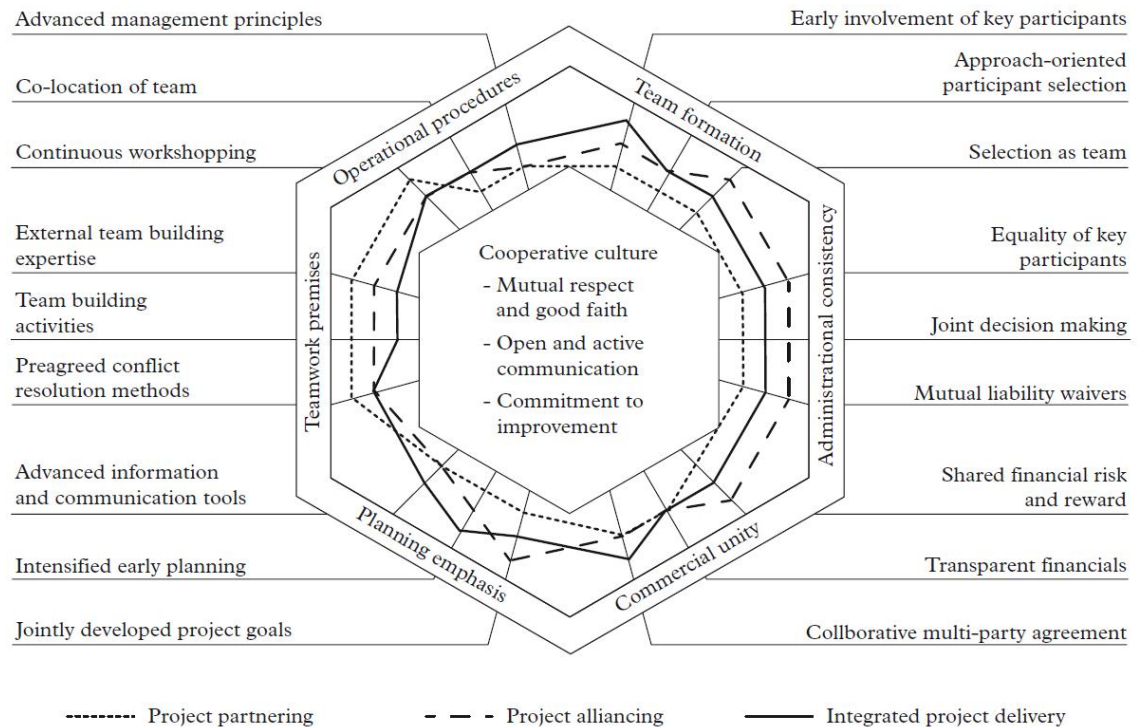 Advanced management principles
Early involvement of key participants
Co-location of team
Approach-oriented
participant selection
Continuous workshopping
Selection as team
External team building
expertise
Equality of key
participants
Team building
activities
Joint decision making
Preagreed conflict
resolution methods
Mutual liability waivers
Advanced information
and communication tools
Shared financial risk
and reward
Intensified early planning
Transparent financials
Jointly developed project goals
Collborative multi-party agreement
Operational procedures
Team formation
Teamwork premises
Administrational consistency
Planning emphasis
Commercial unity
Cooperative culture
- Mutual respect
and good faith
- Open and active
communication
- Commitment to
improvement
Project partnering
Project alliancing
Integrated project delivery